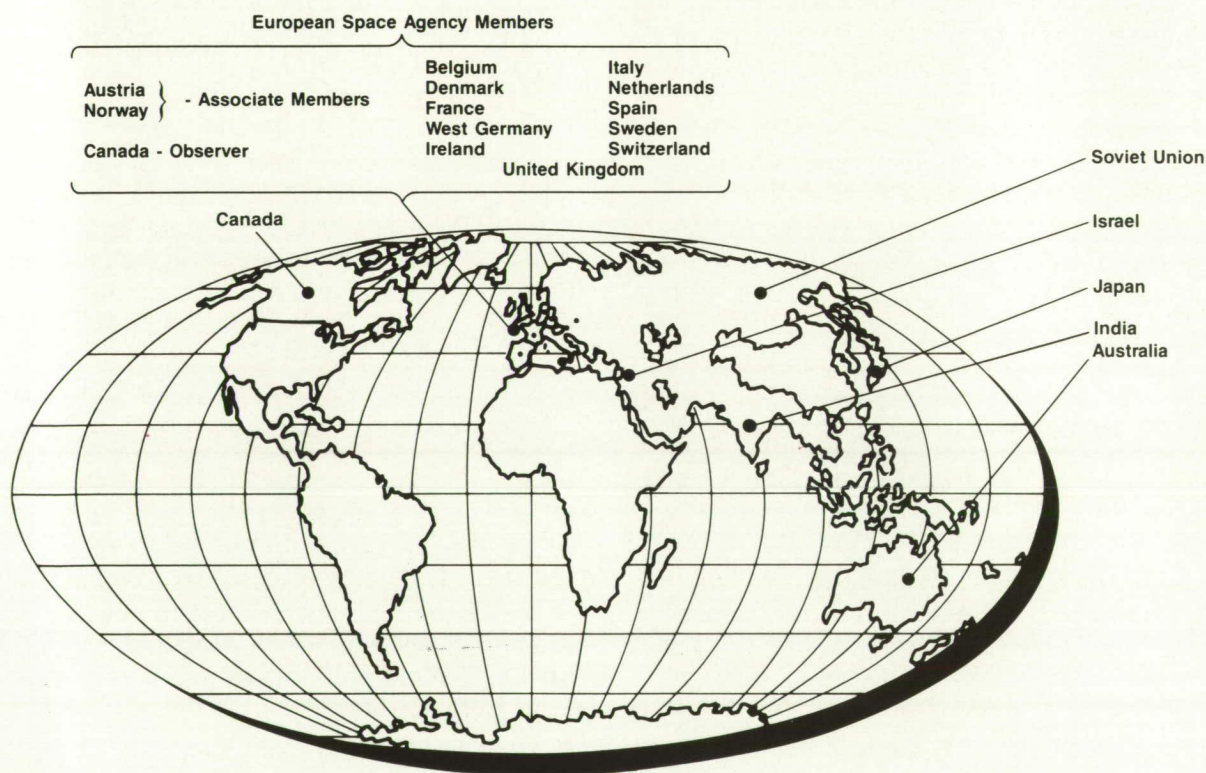 European Space Agency Members
Austria
Norway
- Associate Members
Canada - Observer
Belgium
Denmark
France
West Germany
Ireland
Italy
Netherlands
Spain
Sweden
Switzerland
United Kingdom
Canada
Soviet Union
Israel
Japan
India
Australia